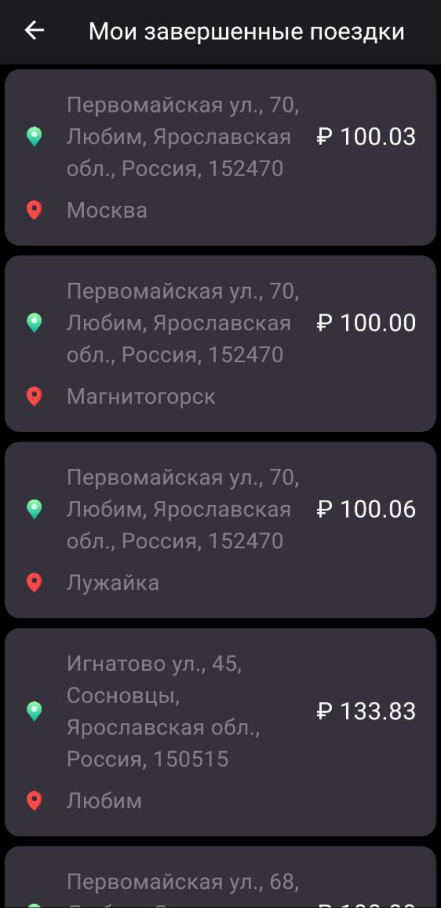 Мои завершенные поездки
Первомайская ул., 70,
Любим, Ярославская
обл., Россия, 152470
₽ 100.03
Москва
Первомайская ул., 70,
Любим, Ярославская
обл., Россия, 152470
₽ 100.00
Магнитогорск
Первомайская ул., 70,
Любим, Ярославская
обл., Россия, 152470
₽ 100.06
Лужайка
Игнатово ул., 45,
Сосновцы,
Ярославская обл.,
Россия, 150515
₽ 133.83
Любим
Первомайская ул., 68,